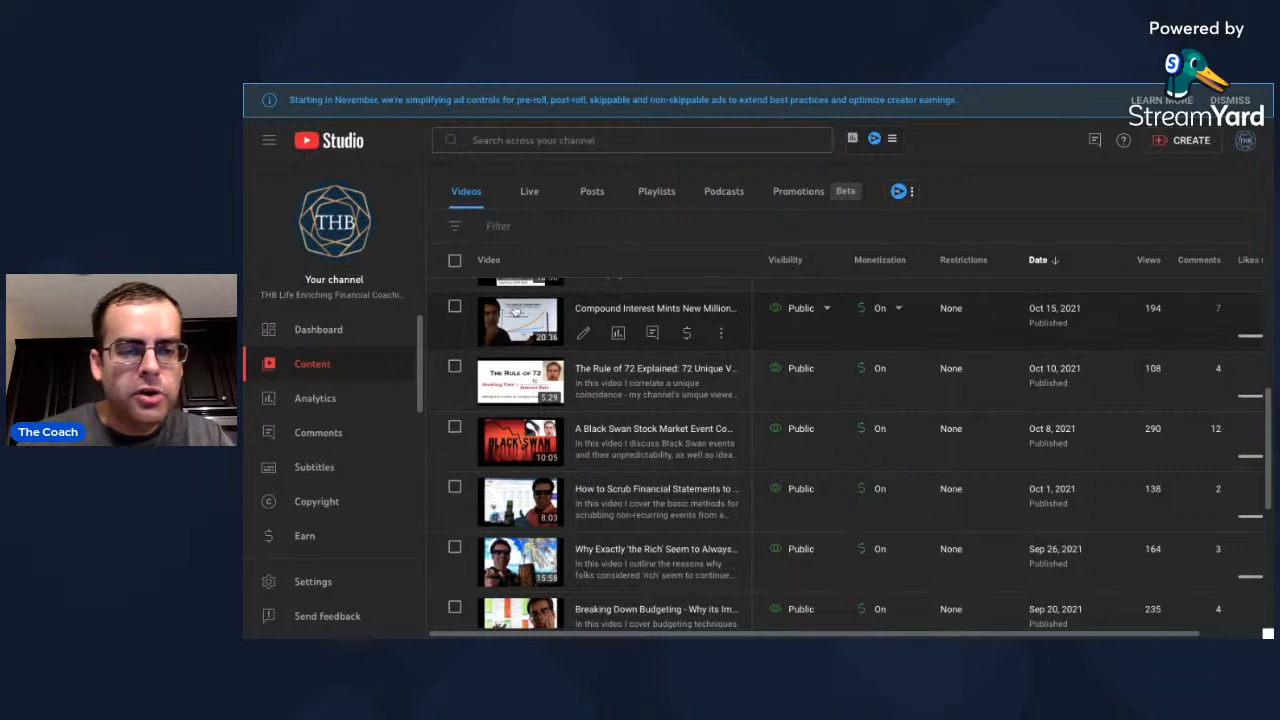 Powered by
StreamYard
Starting in November, we're simplifying ad controls for pre-roll, post-roll, skippable and non-skippable ads to extend best practices and optimize creator earnings.
LEARN MORE
DISMISS
Studio
Search across your channel
CREATE
THB
Your channel
THB Life Enriching Financial Coachi...
Dashboard
Content
Analytics
Comments
Subtitles
Copyright
Earn
Settings
Send feedback
The Coach
Videos
Live
Posts
Playlists
Podcasts
Promotions
Beta
Filter
Video
Visibility
Monetization
Restrictions
Date
Views
Comments
Likes
20:36
Compound Interest Mints New Million...
Public
On
None
Oct 15, 2021
Published
194
THE RULE OF 72
5:29
The Rule of 72 Explained: 72 Unique V...
In this video I correlate a unique
coincidence - my channel's unique viewe...
Public
On
None
Oct 10, 2021
Published
108
4
BLACK SWAN
10:05
A Black Swan Stock Market Event Co...
In this video I discuss Black Swan events
and their unpredictability, as well as idea...
Public
On
None
Oct 8, 2021
Published
290
12
8:03
How to Scrub Financial Statements to ...
In this video I cover the basic methods for
scrubbing non-recurring events from a...
Public
On
None
Oct 1, 2021
Published
138
2
15:58
Why Exactly 'the Rich' Seem to Always...
In this video I outline the reasons why
folks considered 'rich' seem to continue...
Public
On
None
Sep 26, 2021
Published
164
3
Breaking Down Budgeting - Why its Im...
In this video I cover budgeting techniques
Public
On
None
Sep 20, 2021
Published
235
4